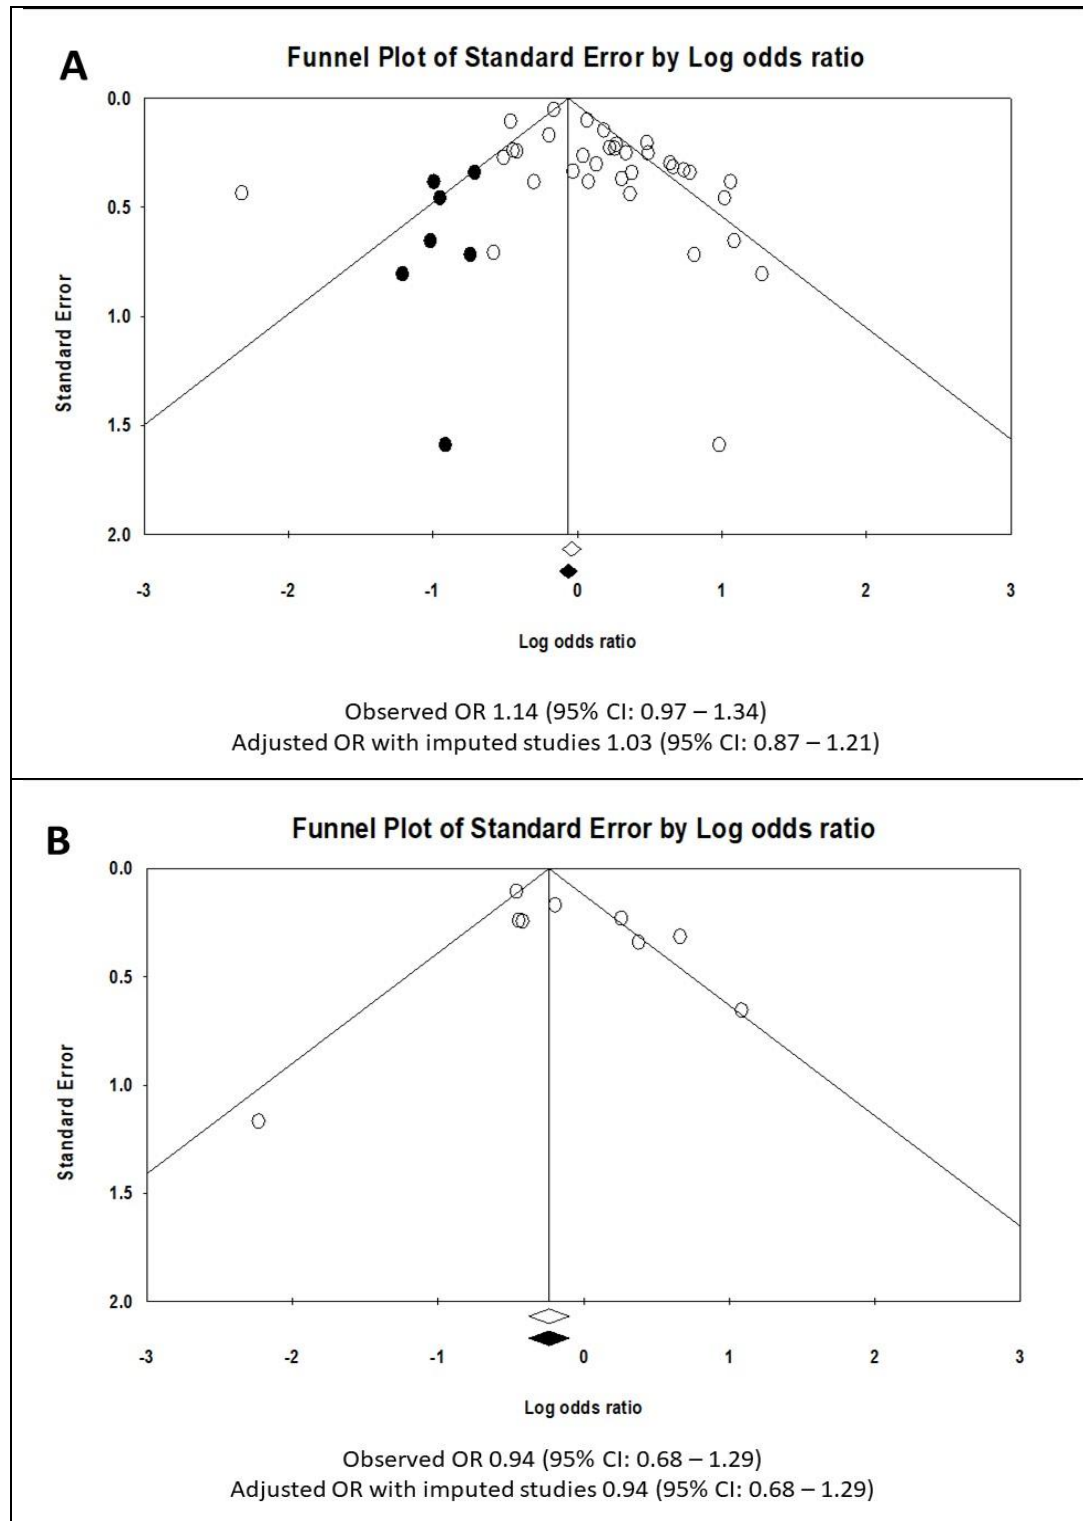 A
Funnel Plot of Standard Error by Log odds ratio
0.0
0.5
1.0
1.5
2.0
Standard Error
-3 -2 -1 0 1 2 3
Log odds ratio
Observed OR 1.14 (95% CI: 0.97 – 1.34)
Adjusted OR with imputed studies 1.03 (95% CI: 0.87 – 1.21)
B
Funnel Plot of Standard Error by Log odds ratio
0.0
0.5
1.0
1.5
2.0
Standard Error
-3 -2 -1 0 1 2 3
Log odds ratio
Observed OR 0.94 (95% CI: 0.68 – 1.29)
Adjusted OR with imputed studies 0.94 (95% CI: 0.68 – 1.29)